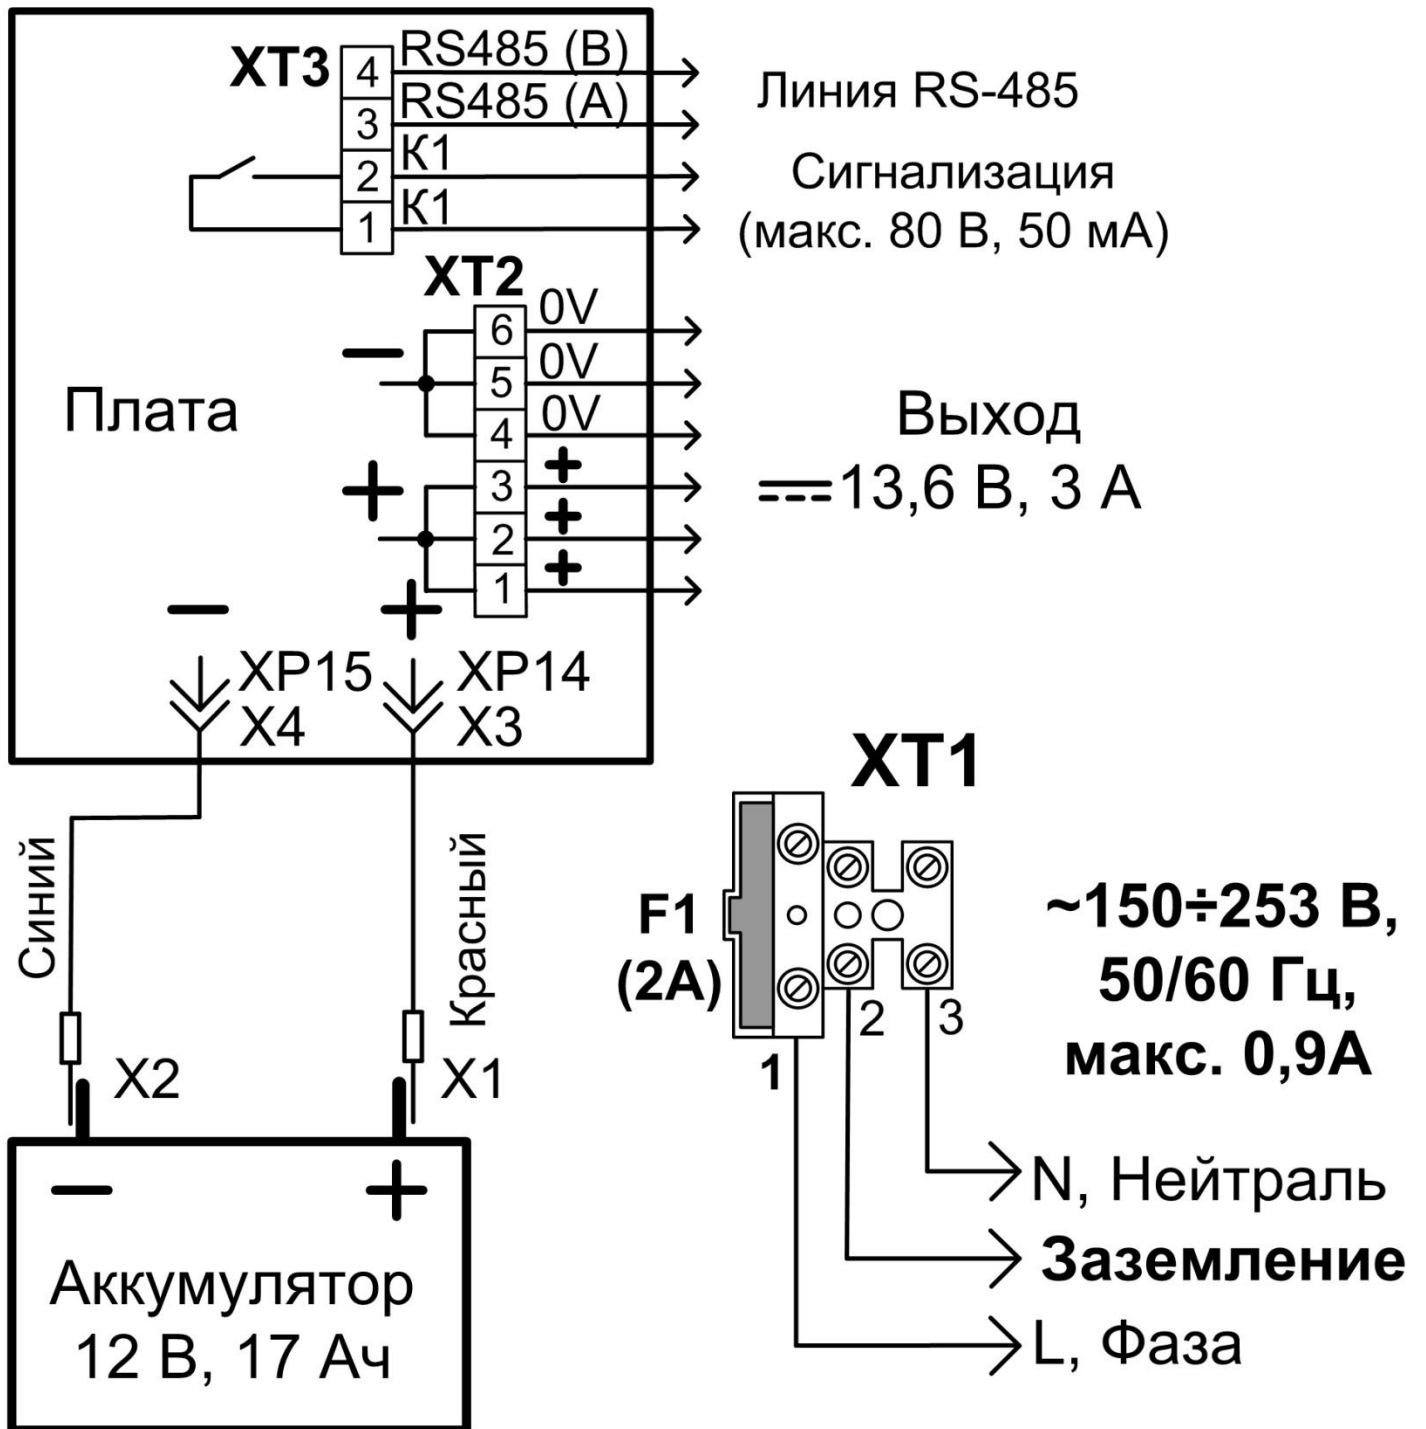 XT3
4 RS485 (B)
3 RS485 (A)
2 К1
1 К1
Линия RS-485
Сигнализация
(макс. 80 В, 50 мА)
XT2
6 0V
5 0V
4 0V
3 +
2 +
1 +
−
+
Плата
Выход
13,6 В, 3 А
− +
XP15 XP14
X4 X3
Синий
Красный
X2 X1
− +
Аккумулятор
12 В, 17 Ач
XT1
F1
(2А)
1 2 3
~150÷253 В,
50/60 Гц,
макс. 0,9А
N, Нейтраль
Заземление
L, Фаза